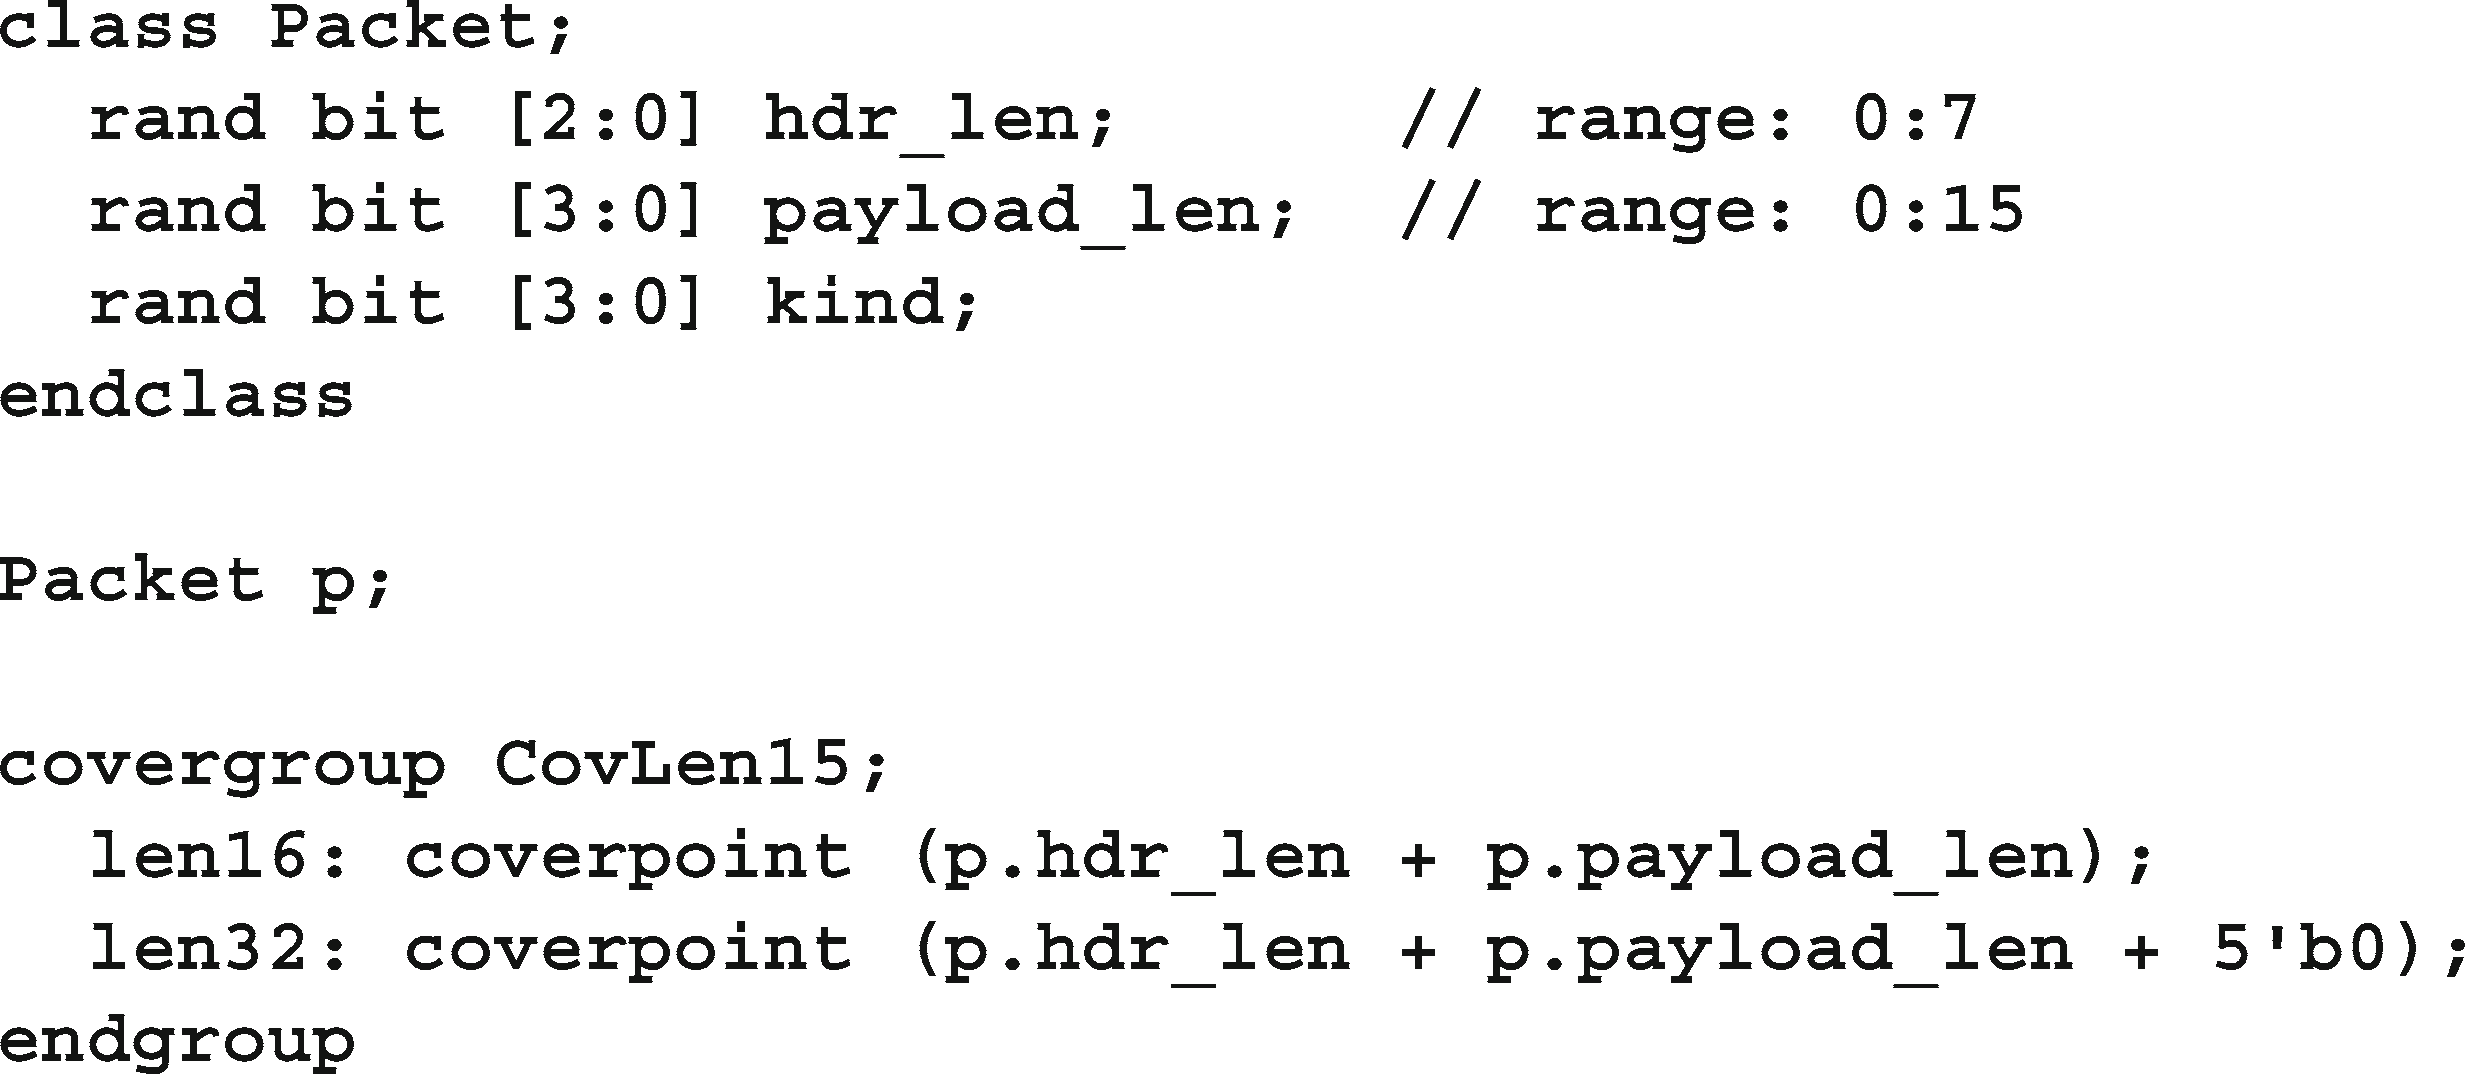 class Packet;
  rand bit [2:0] hdr_len;      // range: 0:7
  rand bit [3:0] payload_len;  // range: 0:15
  rand bit [3:0] kind;
endclass

Packet p;

covergroup CovLen15;
  len16: coverpoint (p.hdr_len + p.payload_len);
  len32: coverpoint (p.hdr_len + p.payload_len + 5'b0);
endgroup